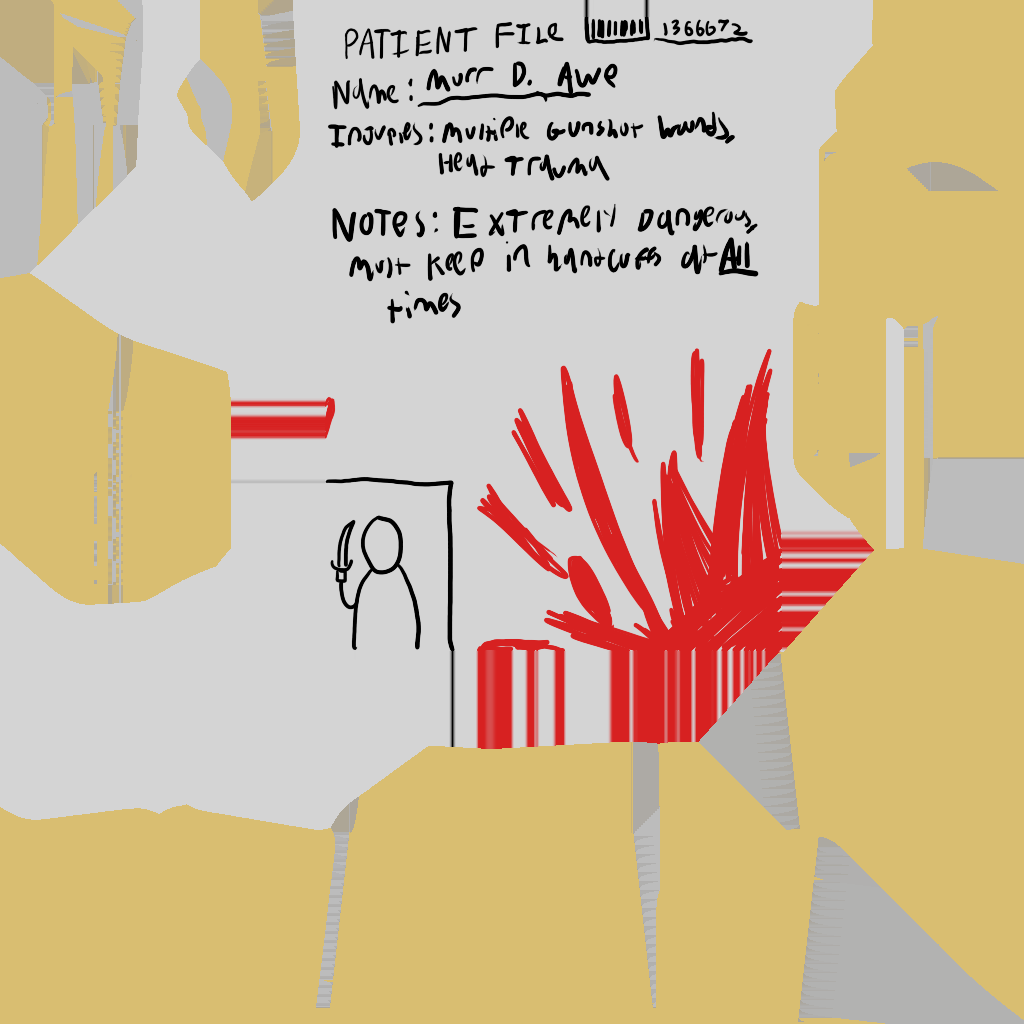 PATIENT FILE 1366672
Name: Murr D. Awe
Injuries: Multiple Gunshot wounds,
Head Trauma
NOTES: Extremely Dangerous,
must keep in handcuffs at All
times